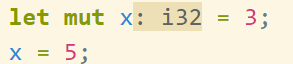 let mut x: i32 = 3;
x = 5;